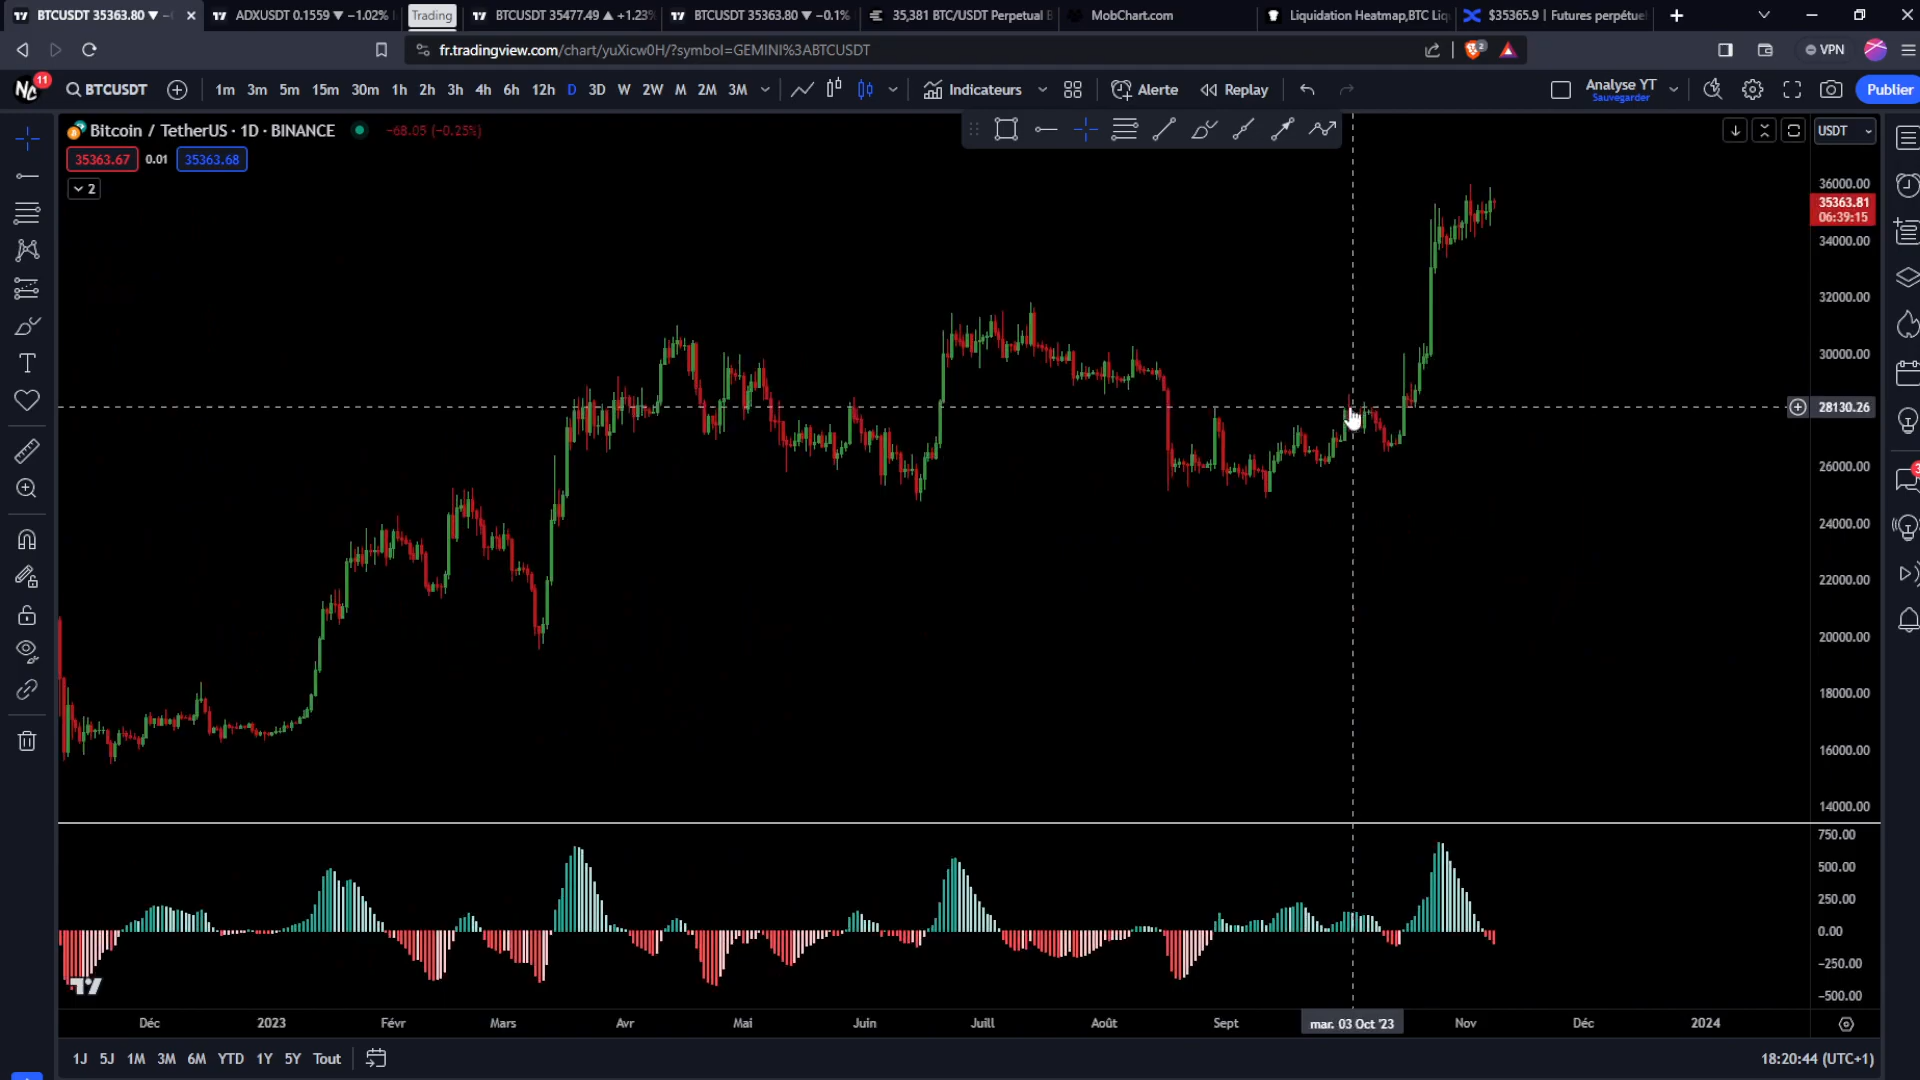 BTCUSDT 35363.80 ▼ −
ADXUSDT 0.1559 ▼ −1.02%
Trading
BTCUSDT 35477.49 ▲ +1.23%
BTCUSDT 35363.80 ▼ −0.1%
35,381 BTC/USDT Perpetual
MobChart.com
Liquidation Heatmap,BTC Liq
$35365.9 | Futures perpétue
fr.tradingview.com/chart/yuXicw0H/?symbol=GEMINI%3ABTCUSDT
2
VPN
11
BTCUSDT
1m 3m 5m 15m 30m 1h 2h 3h 4h 6h 12h D 3D W 2W M 2M 3M
Indicateurs
Alerte
Replay
Analyse YT
Sauvegarder
Publier
Bitcoin / TetherUS · 1D · BINANCE
−68.05 (−0.25%)
35363.67
0.01
35363.68
2
USDT
36000.00
35363.81
06:39:15
34000.00
32000.00
30000.00
28130.26
26000.00
24000.00
22000.00
20000.00
18000.00
16000.00
14000.00
750.00
500.00
250.00
0.00
−250.00
−500.00
Déc 2023 Févr Mars Avr Mai Juin Juill Août Sept mar. 03 Oct '23 Nov Déc 2024
1J 5J 1M 3M 6M YTD 1Y 5Y Tout
18:20:44 (UTC+1)